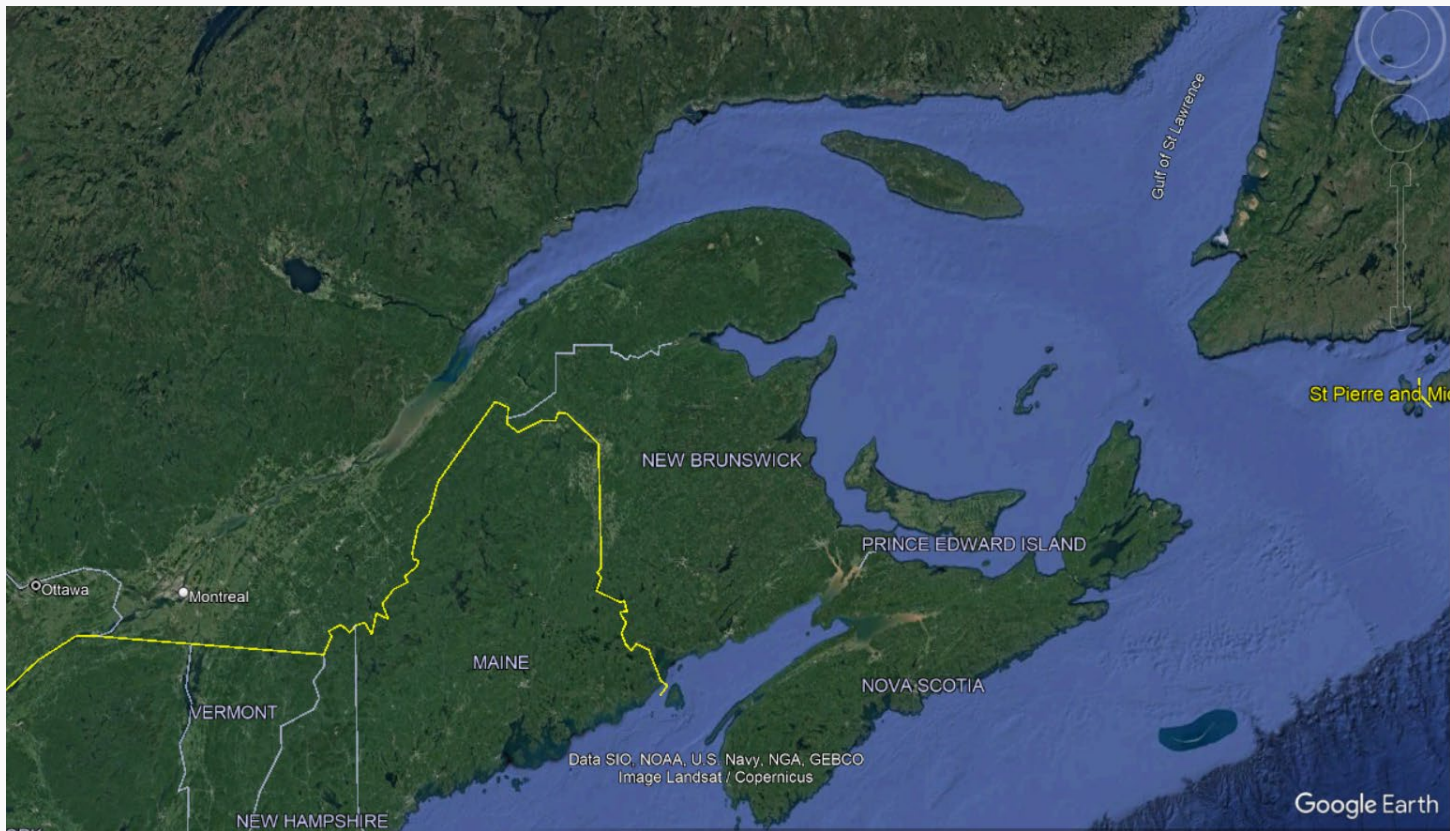 Gulf of St Lawrence
St Pierre and Mic
NEW BRUNSWICK
PRINCE EDWARD ISLAND
Ottawa
Montreal
MAINE
NOVA SCOTIA
VERMONT
Data SIO, NOAA, U.S. Navy, NGA, GEBCO
Image Landsat / Copernicus
Google Earth
NEW HAMPSHIRE